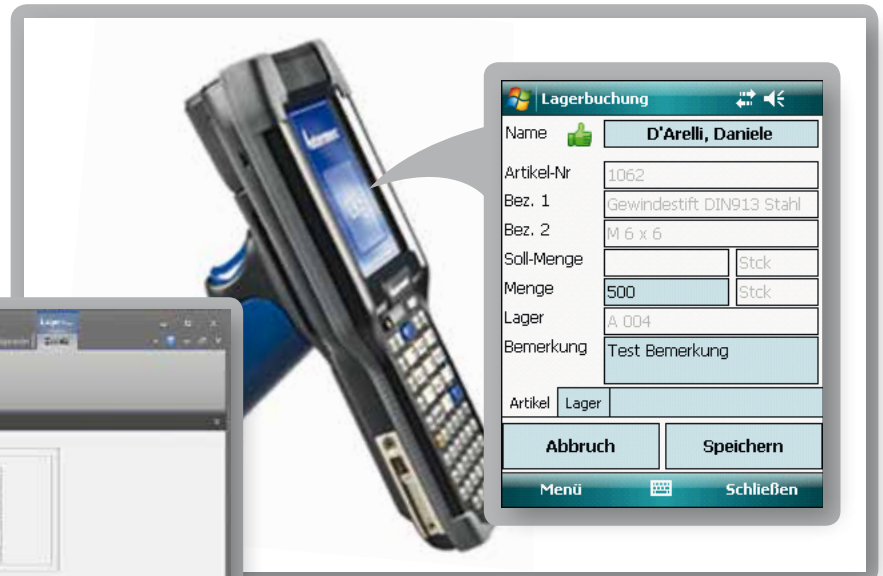 Lagerbuchung
Name D'Arelli, Daniele
Artikel-Nr 1062
Bez. 1 Gewindestift DIN913 Stahl
Bez. 2 M 6 x 6
Soll-Menge Stck
Menge 500 Stck
Lager A 004
Bemerkung Test Bemerkung
Artikel Lager
Abbruch Speichern
Menü Schließen
Intermec